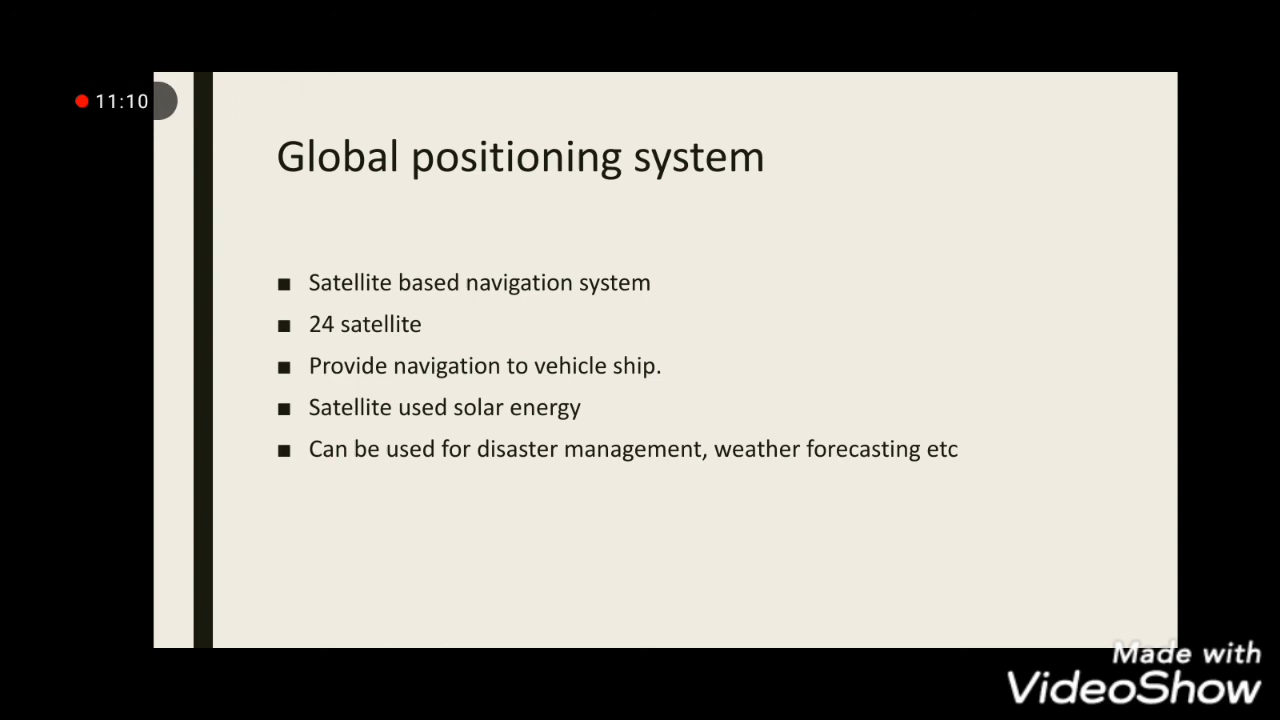 11:10
Global positioning system
■ Satellite based navigation system
■ 24 satellite
■ Provide navigation to vehicle ship.
■ Satellite used solar energy
■ Can be used for disaster management, weather forecasting etc
Made with
VideoShow